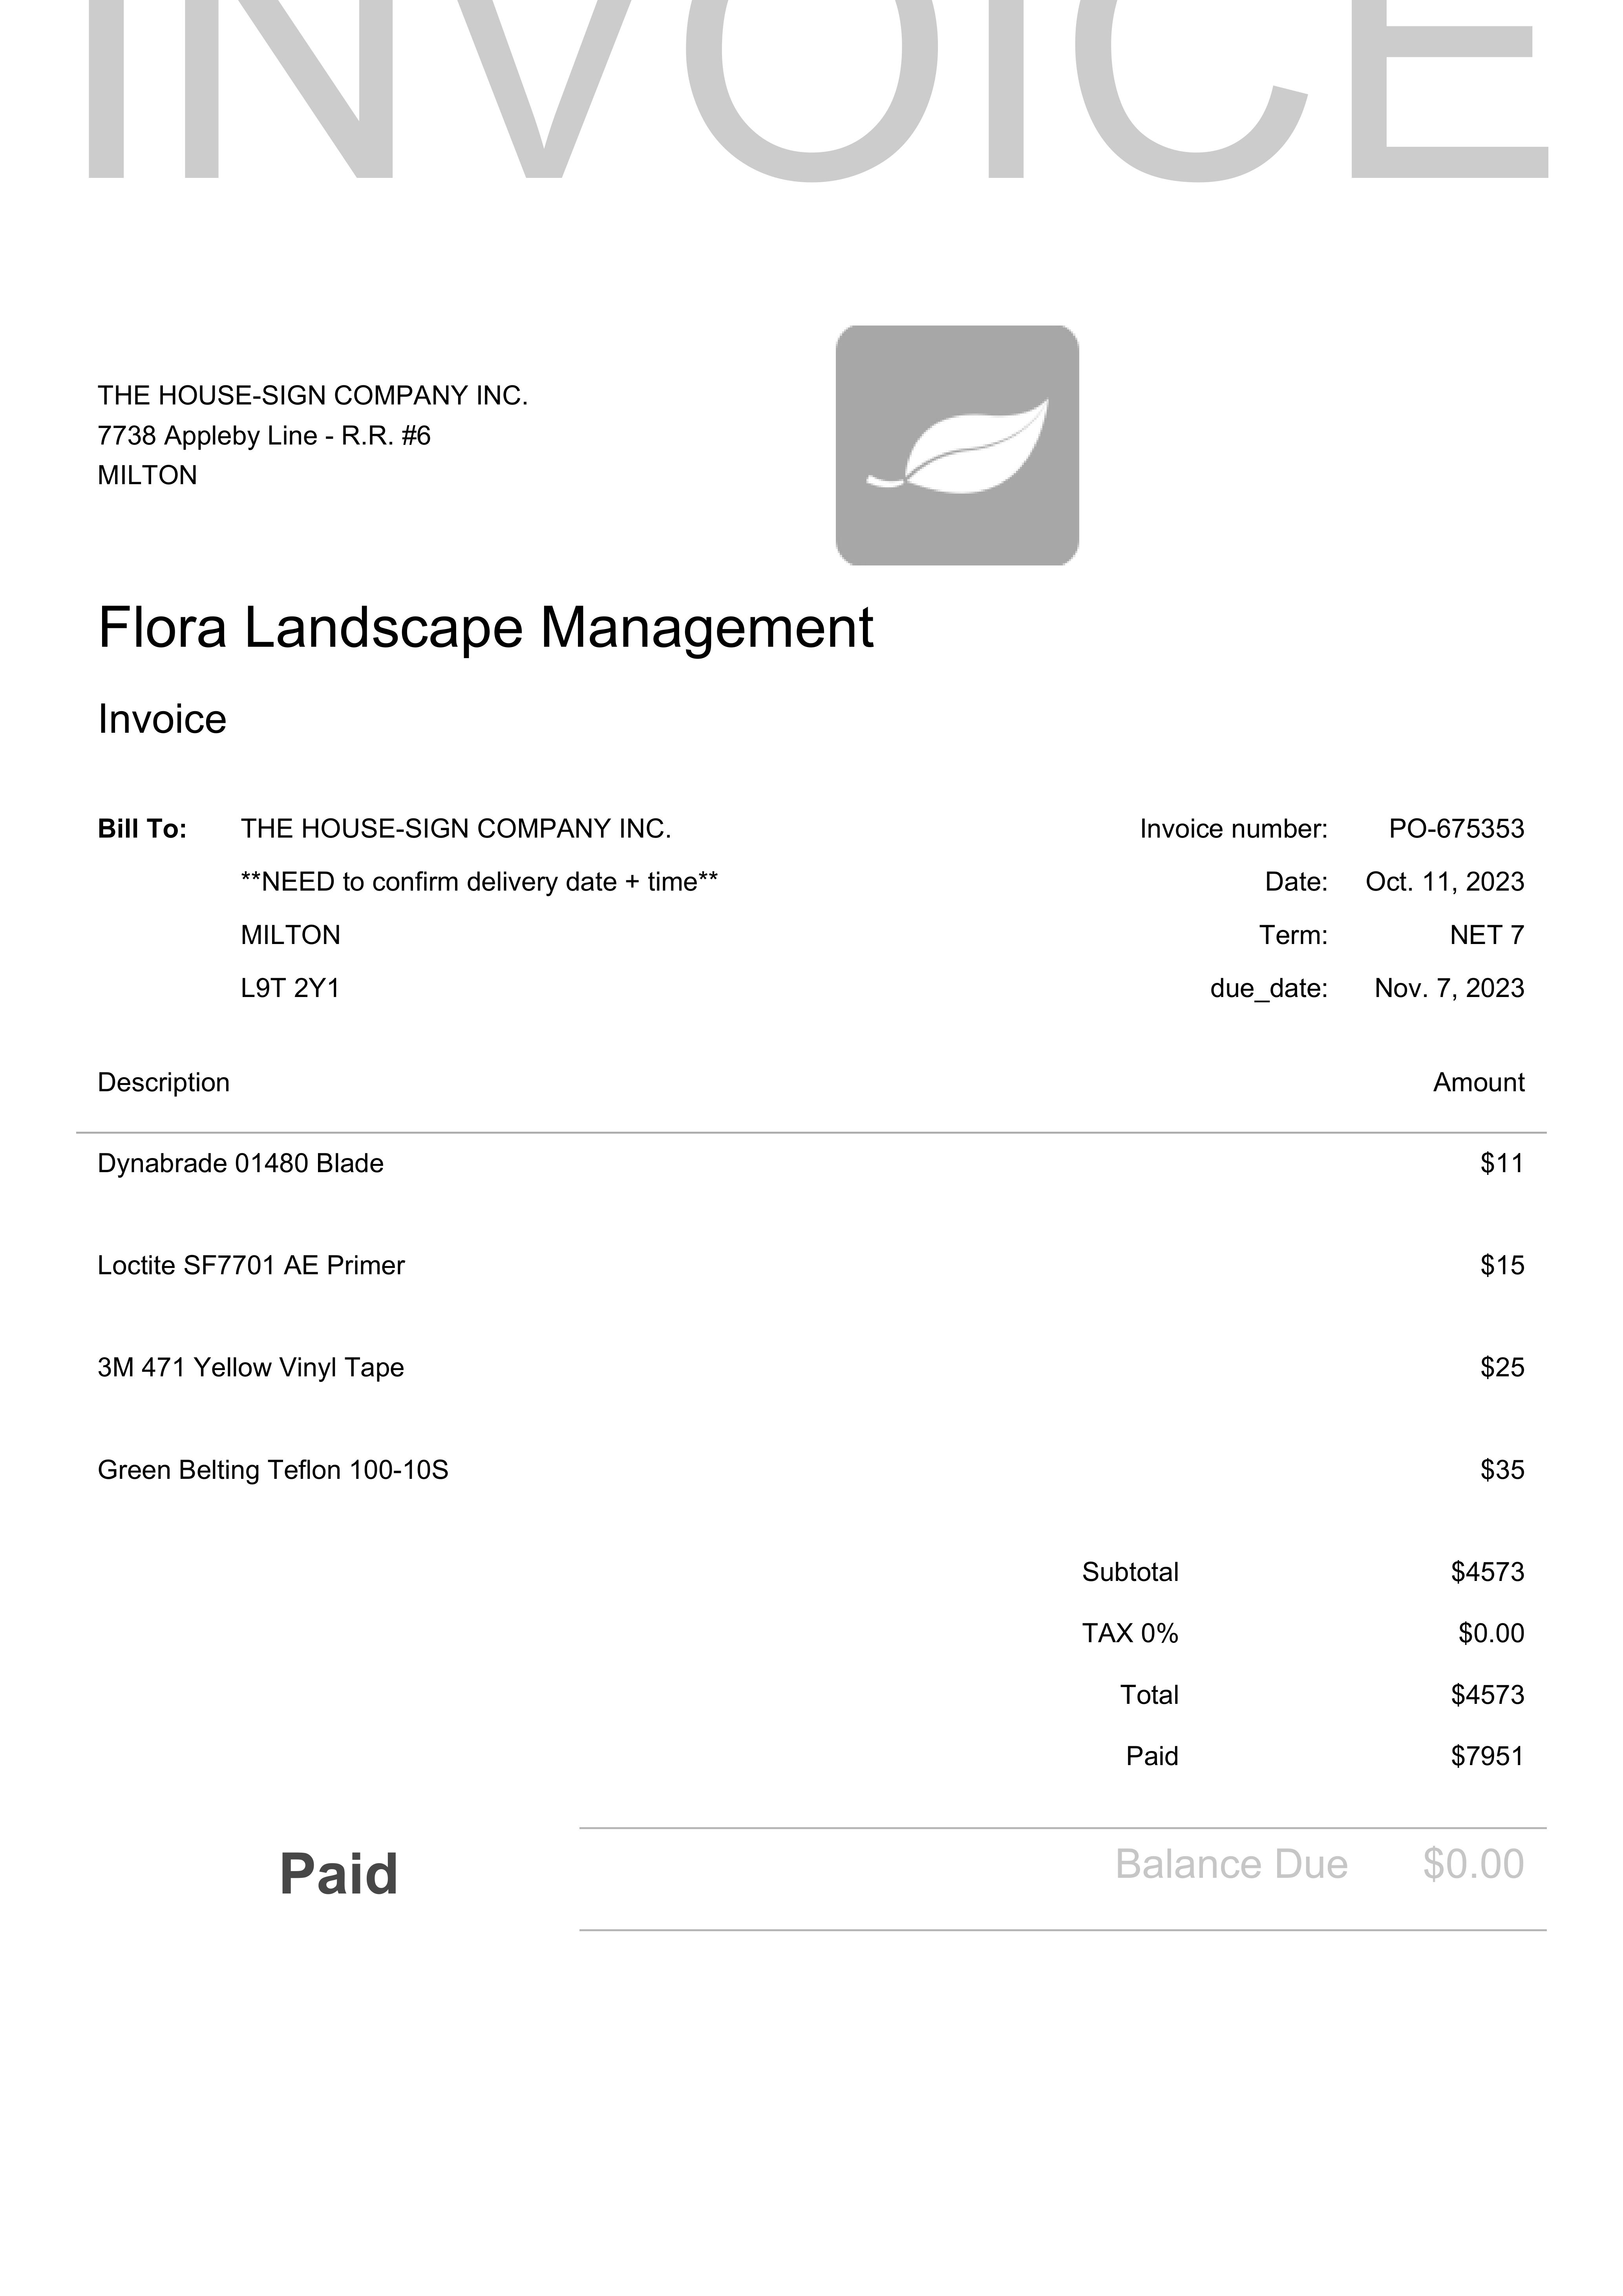 INVOICE
THE HOUSE-SIGN COMPANY INC.
7738 Appleby Line - R.R. #6
MILTON
Flora Landscape Management
Invoice
Bill To: THE HOUSE-SIGN COMPANY INC. Invoice number: PO-675353
**NEED to confirm delivery date + time** Date: Oct. 11, 2023
MILTON Term: NET 7
L9T 2Y1 due_date: Nov. 7, 2023
Description Amount
Dynabrade 01480 Blade $11
Loctite SF7701 AE Primer $15
3M 471 Yellow Vinyl Tape $25
Green Belting Teflon 100-10S $35
Subtotal $4573
TAX 0% $0.00
Total $4573
Paid $7951
Paid Balance Due $0.00